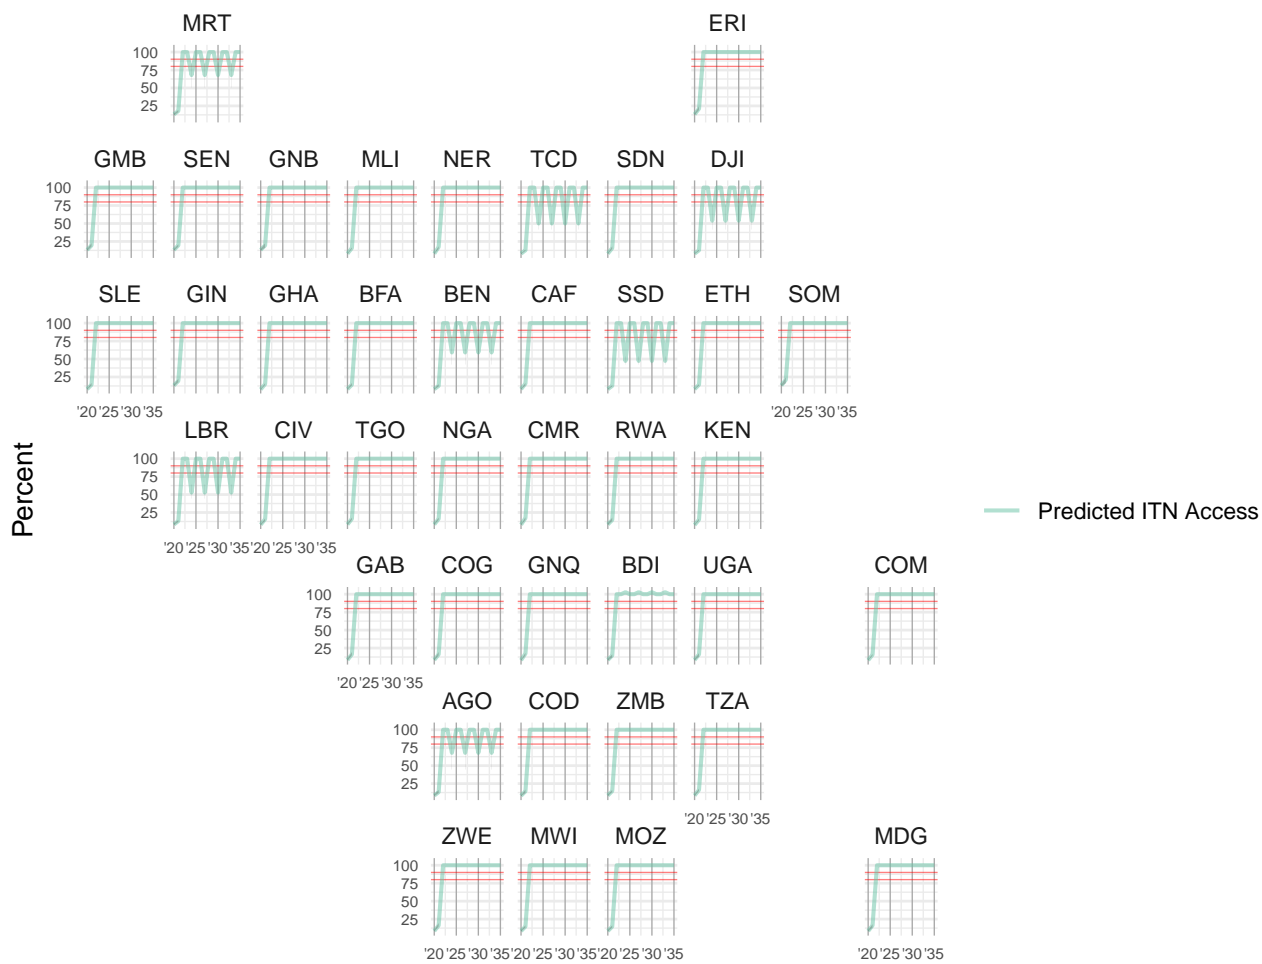 MRT ERI
100
75
50
25
GMB SEN GNB MLI NER TCD SDN DJI
100
75
50
25
SLE GIN GHA BFA BEN CAF SSD ETH SOM
100
75
50
25
'20 '25 '30 '35 '20 '25 '30 '35
LBR CIV TGO NGA CMR RWA KEN
100
75
50
25
'20 '25 '30 '35 '20 '25 '30 '35
Percent
Predicted ITN Access
GAB COG GNQ BDI UGA COM
100
75
50
25
'20 '25 '30 '35
AGO COD ZMB TZA
100
75
50
25
'20 '25 '30 '35
ZWE MWI MOZ MDG
100
75
50
25
'20 '25 '30 '35 '20 '25 '30 '35 '20 '25 '30 '35 '20 '25 '30 '35